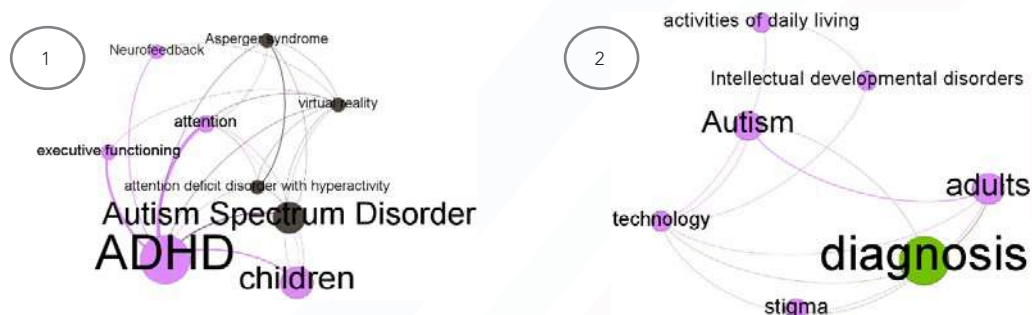 1
Asperger syndrome
Neurofeedback
virtual reality
attention
executive functioning
attention deficit disorder with hyperactivity
Autism Spectrum Disorder
ADHD
children
2
activities of daily living
Intellectual developmental disorders
Autism
adults
technology
diagnosis
stigma